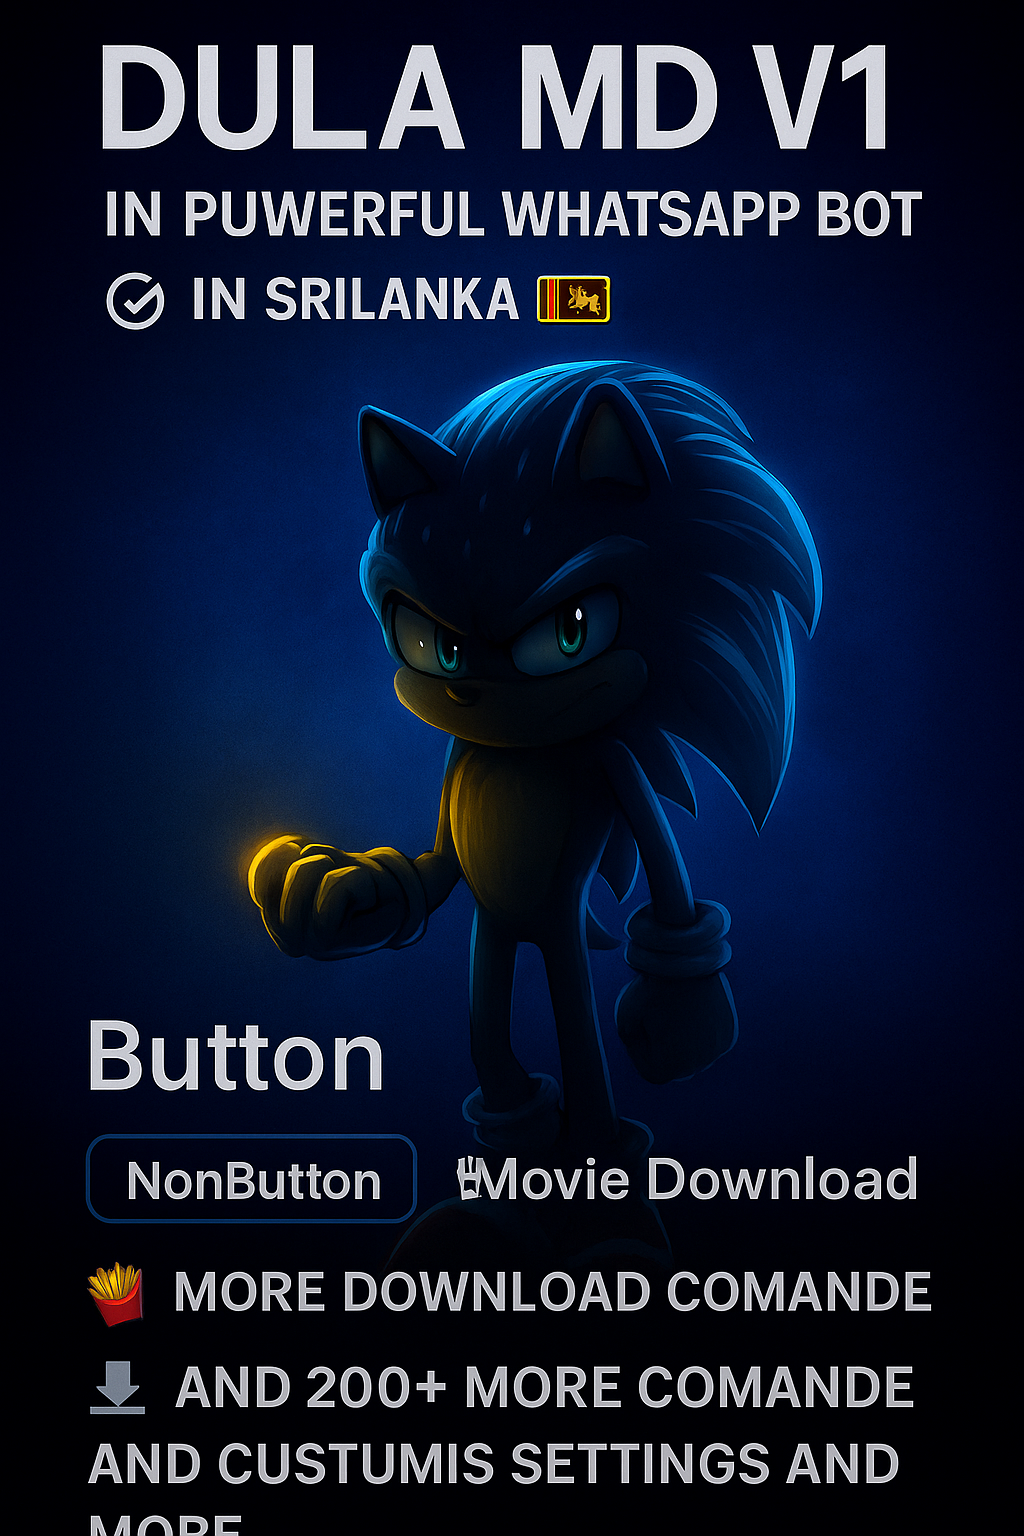 DULA MD V1
IN PUWERFUL WHATSAPP BOT
IN SRILANKA
Button
NonButton
Movie Download
MORE DOWNLOAD COMANDE
AND 200+ MORE COMANDE
AND CUSTUMIS SETTINGS AND
MORE